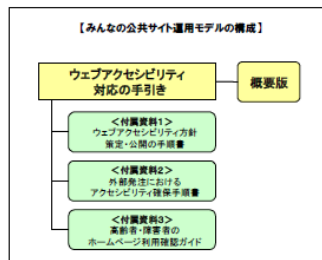 【みんなの公共サイト運用モデルの構成】
ウェブアクセシビリティ
対応の手引き
概要版
＜付属資料1＞
ウェブアクセシビリティ方針
策定・公開の手順書
＜付属資料2＞
外部発注における
アクセシビリティ確保手順書
＜付属資料3＞
高齢者・障害者の
ホームページ利用確認ガイド